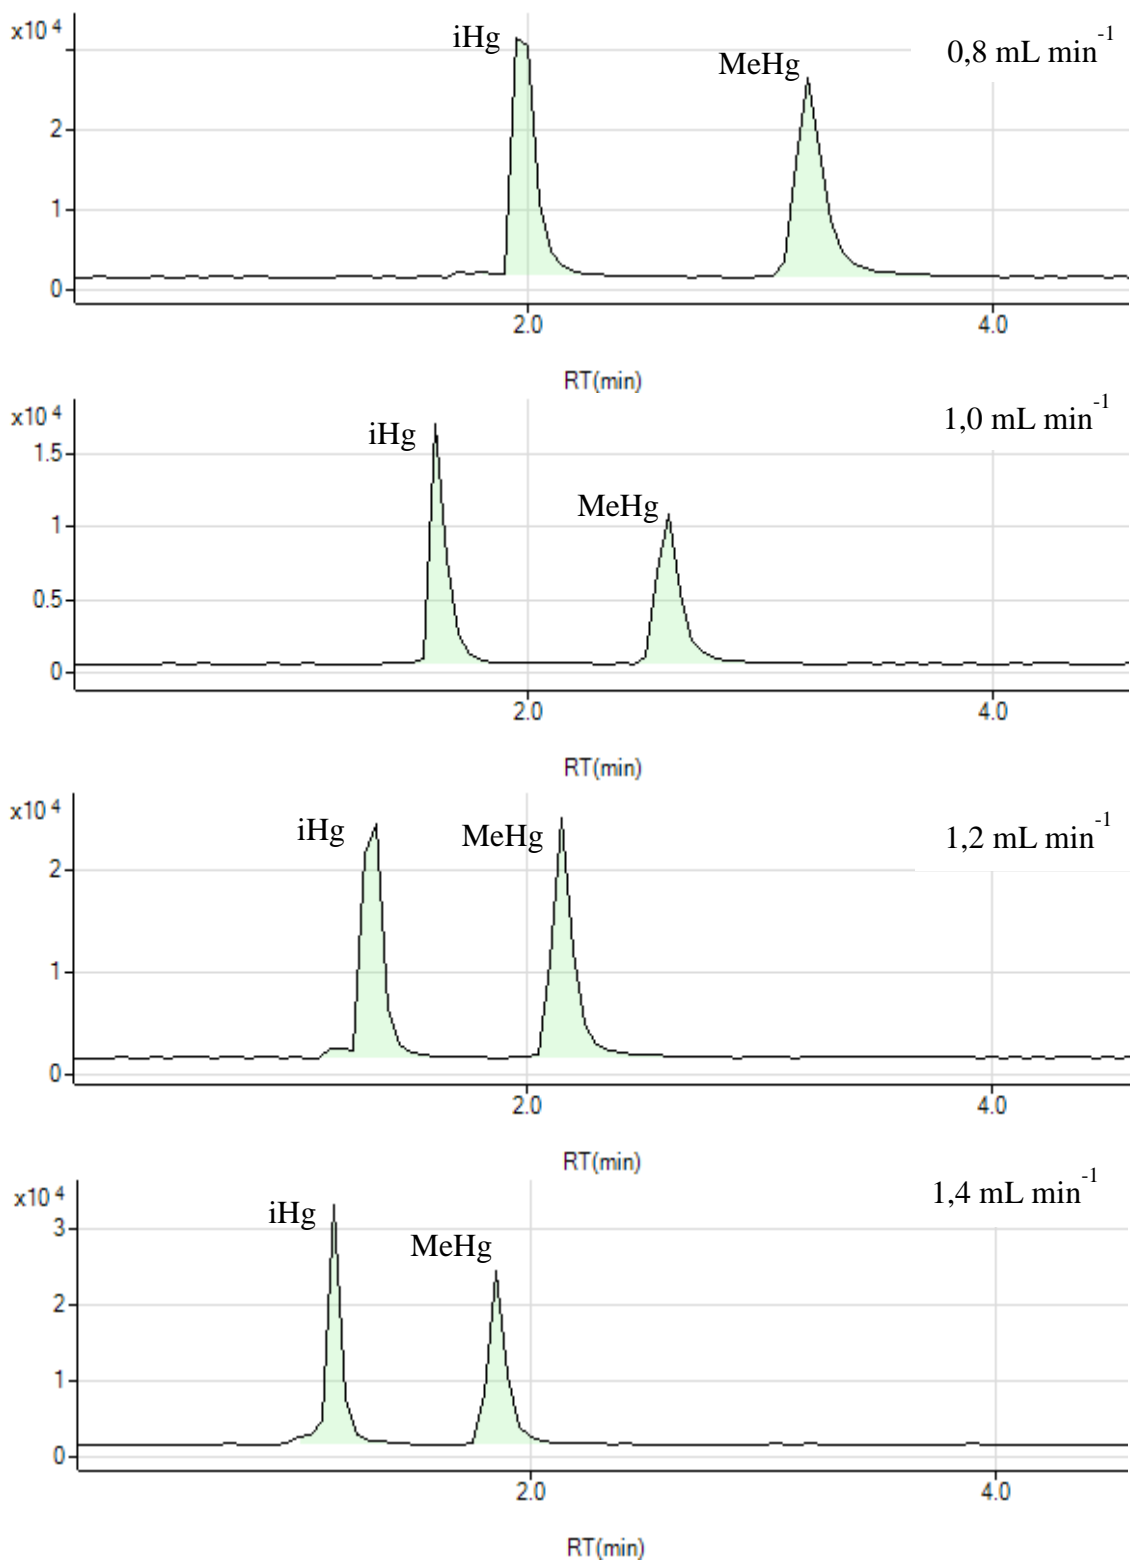 x10 4
iHg
MeHg
0,8 mL min-1
2
1
0
2.0 4.0
RT(min)
x10 4
iHg
MeHg
1,0 mL min-1
1.5
1
0.5
0
2.0 4.0
RT(min)
x10 4
iHg
MeHg
1,2 mL min-1
2
1
0
2.0 4.0
RT(min)
x10 4
iHg
MeHg
1,4 mL min-1
3
2
1
0
2.0 4.0
RT(min)